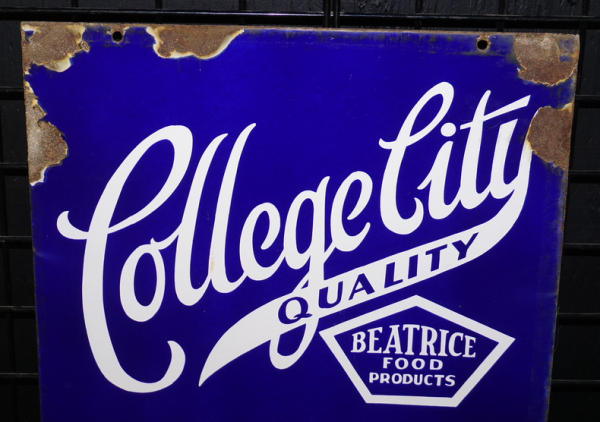 College City
QUALITY
BEATRICE
FOOD
PRODUCTS